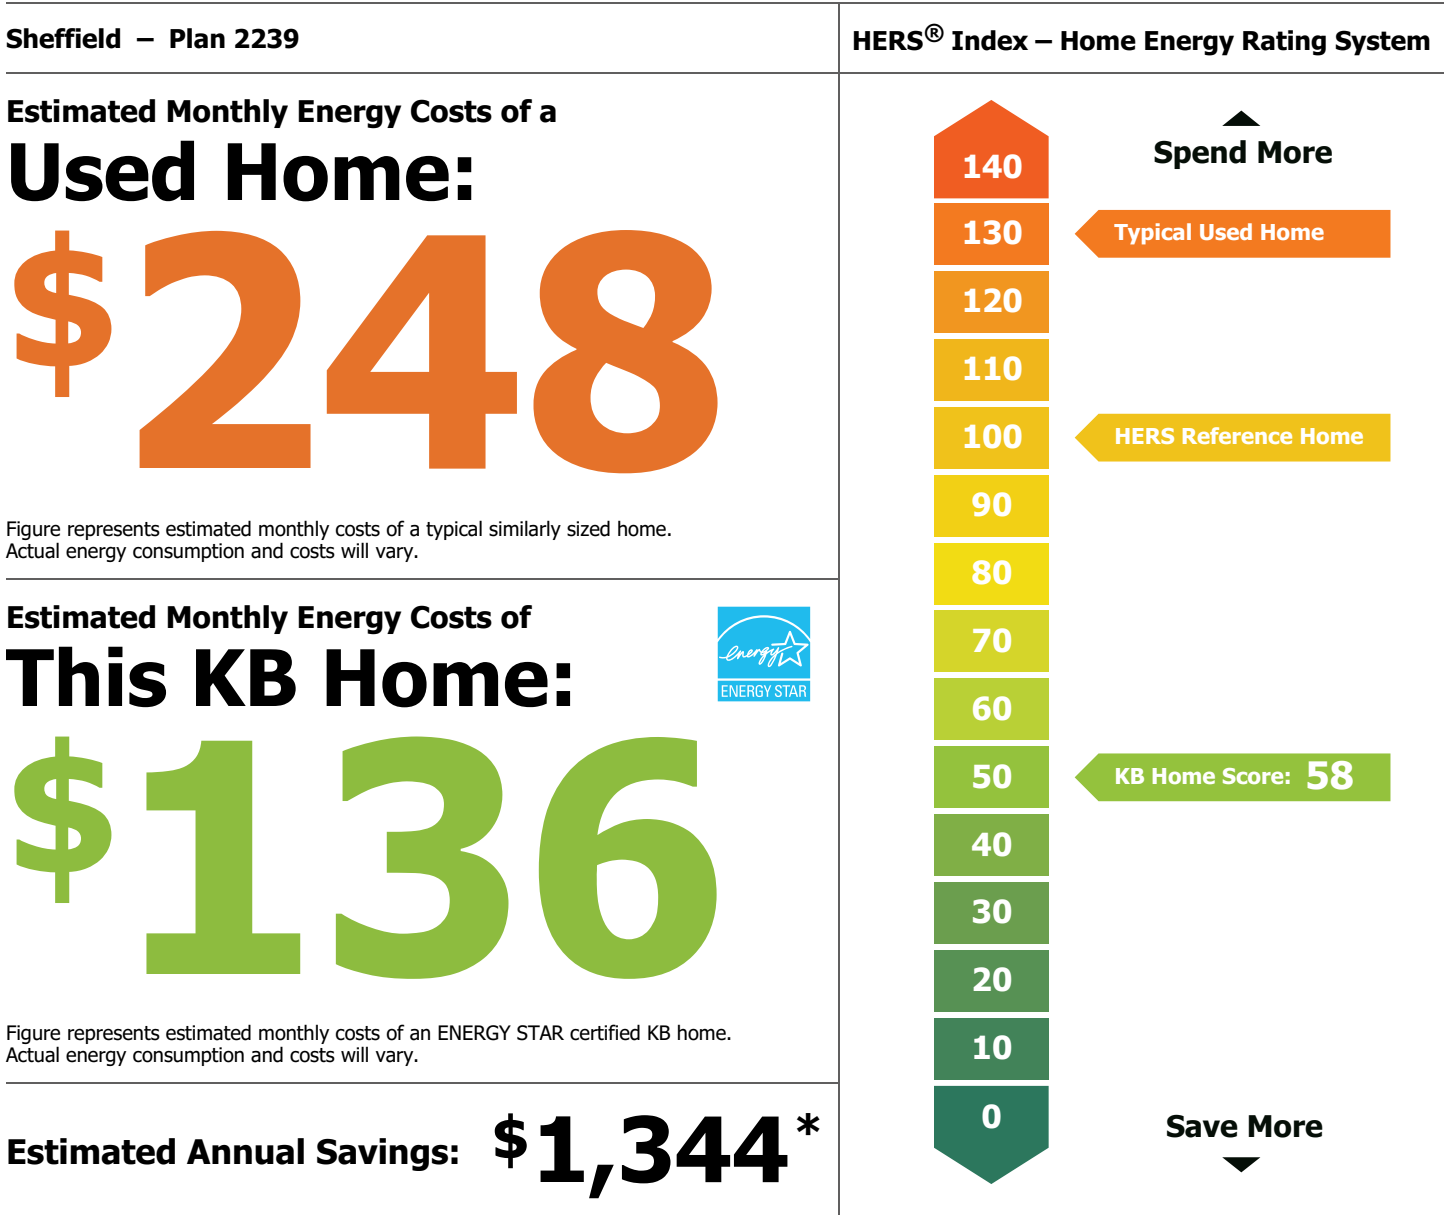 Sheffield – Plan 2239
Estimated Monthly Energy Costs of a
Used Home:
$248
Figure represents estimated monthly costs of a typical similarly sized home.
Actual energy consumption and costs will vary.
Estimated Monthly Energy Costs of
This KB Home:
energy
ENERGY STAR
$136
Figure represents estimated monthly costs of an ENERGY STAR certified KB home.
Actual energy consumption and costs will vary.
Estimated Annual Savings: $1,344*
HERS® Index – Home Energy Rating System
Spend More
140
130 Typical Used Home
120
110
100 HERS Reference Home
90
80
70
60
50 KB Home Score: 58
40
30
20
10
0
Save More